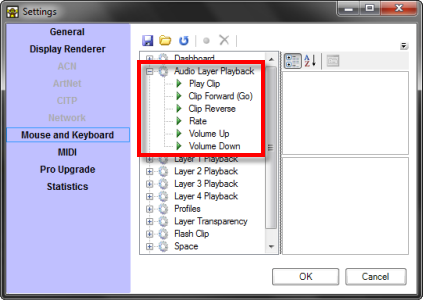 Settings
General
Display Renderer
ACN
ArtNet
CITP
Network
Mouse and Keyboard
MIDI
Pro Upgrade
Statistics
Dashboard
Audio Layer Playback
Play Clip
Clip Forward (Go)
Clip Reverse
Rate
Volume Up
Volume Down
Layer 1 Playback
Layer 2 Playback
Layer 3 Playback
Layer 4 Playback
Profiles
Layer Transparency
Flash Clip
Space
OK
Cancel